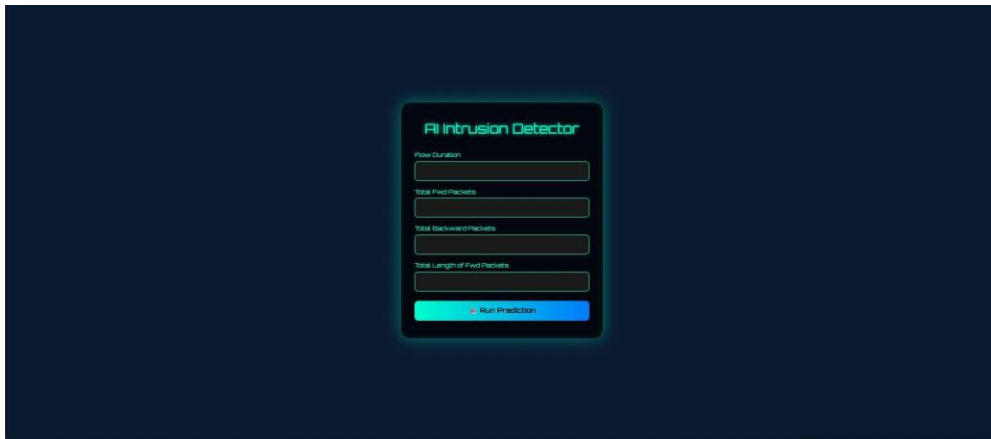 AI Intrusion Detector
Flow Duration
Total Fwd Packets
Total Backward Packets
Total Length of Fwd Packets
Run Prediction